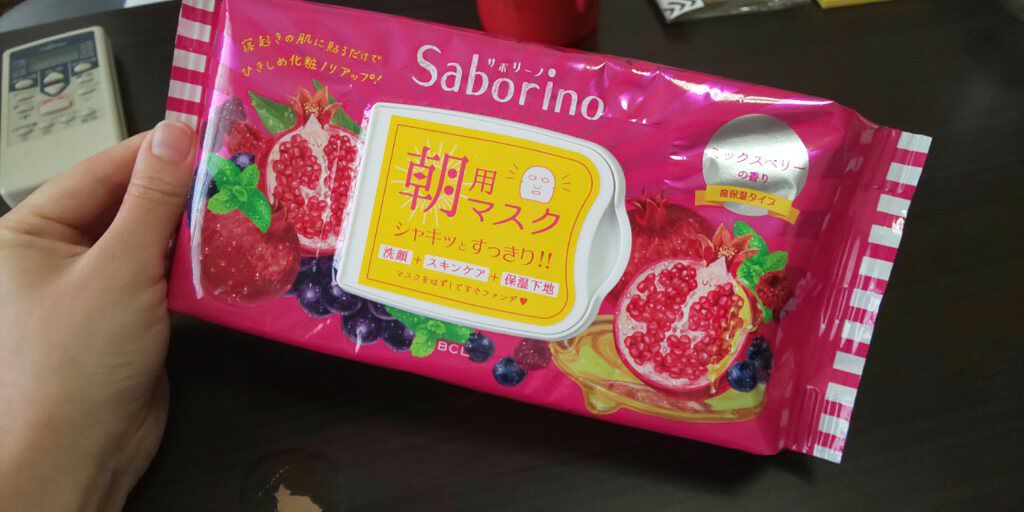 寝起きの肌に貼るだけで
ひきしめ化粧ノリアップ!
サボリーノ
Saborino
朝用
マスク
シャキッとすっきり!!
洗顔+スキンケア+保湿下地
マスクをはずしてすぐファンデ♥
ミックスベリー
の香り
高保湿タイプ
BCL